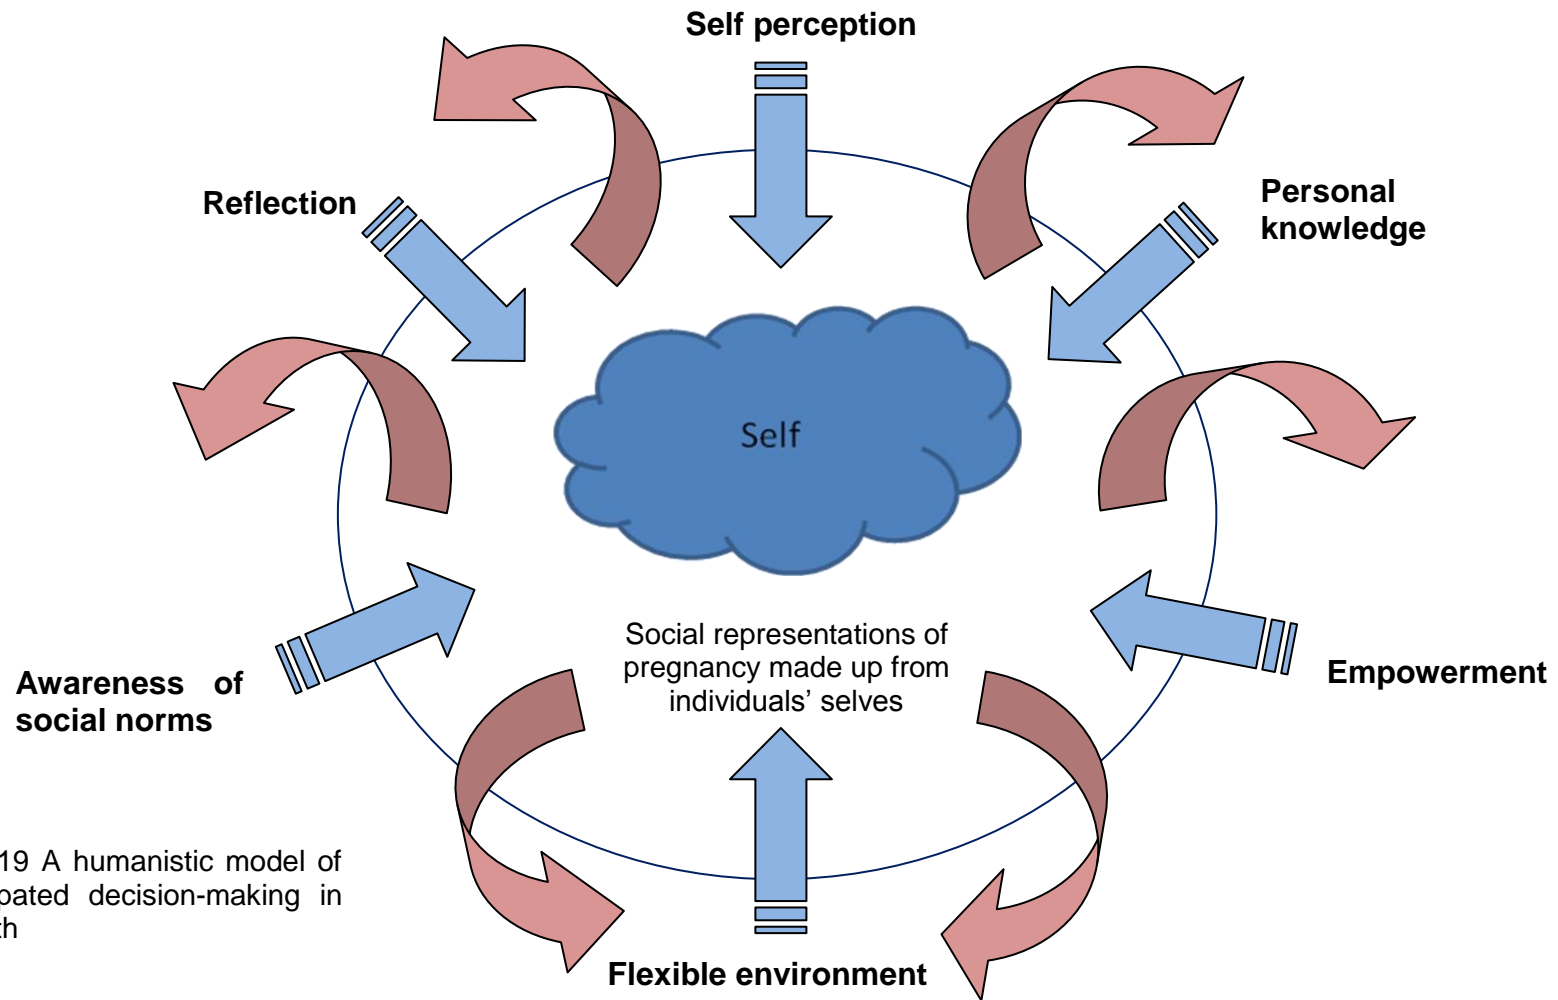 Self perception
Reflection
Personal
knowledge
Self
Social representations of
pregnancy made up from
individuals’ selves
Awareness of
social norms
Empowerment
19 A humanistic model of
pated decision-making in
th
Flexible environment